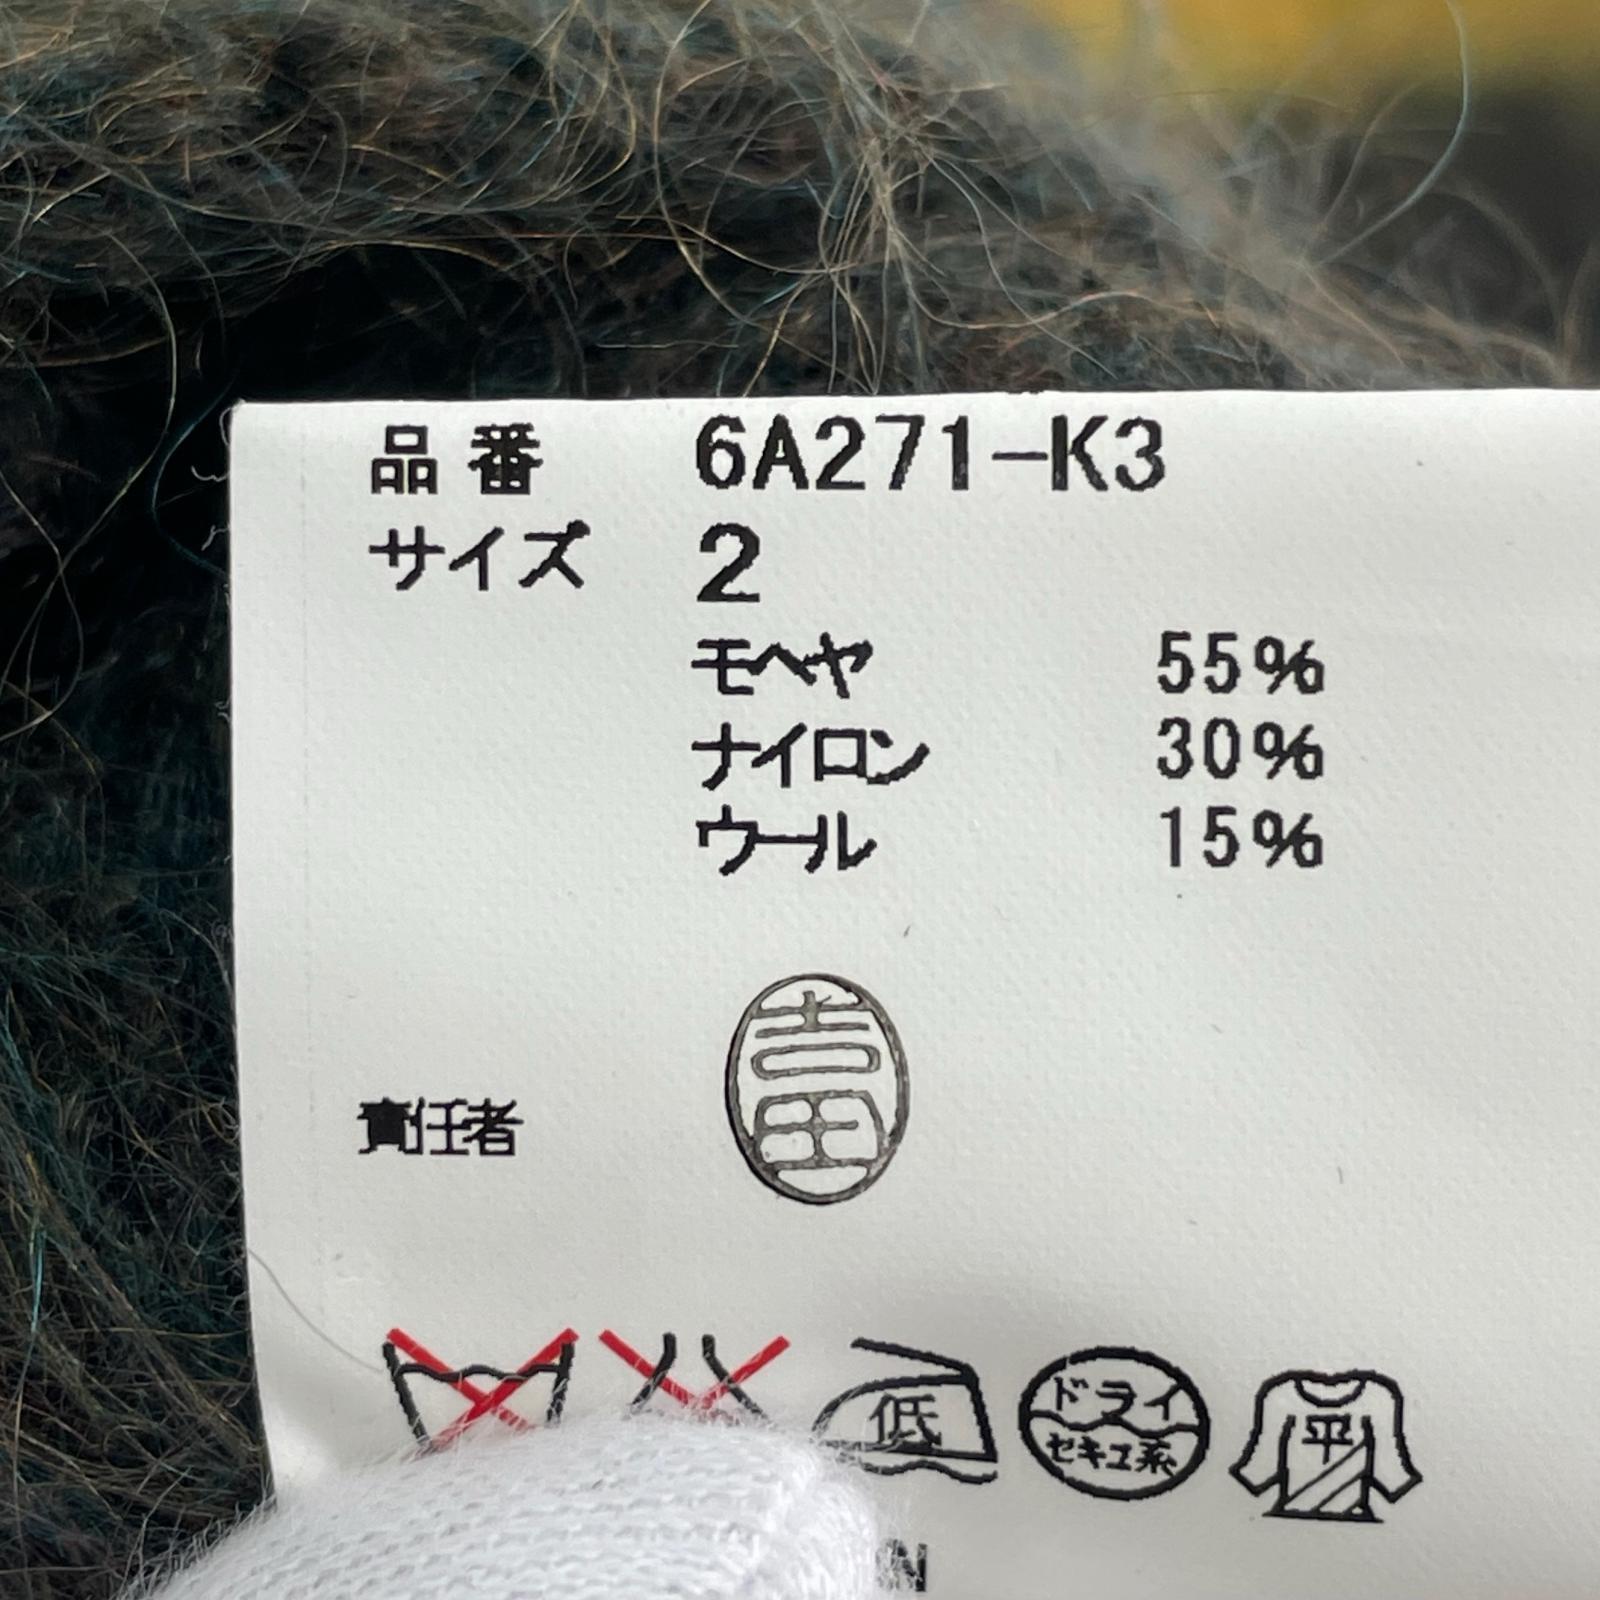 品番 6A271-K3
サイズ 2
モヘヤ 55%
ナイロン 30%
ウール 15%
吉田
責任者
低
ドライ
セキュ系
平
N